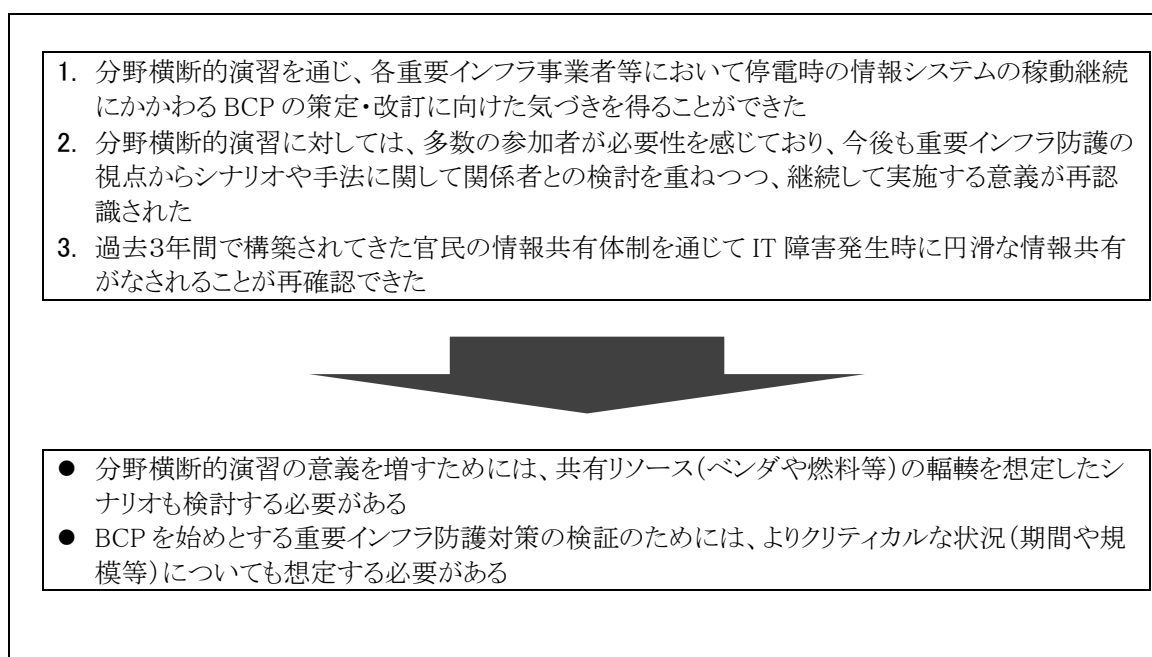 1. 分野横断的演習を通じ、各重要インフラ事業者等において停電時の情報システムの稼動継続
にかかわる BCP の策定・改訂に向けた気づきを得ることができた
2. 分野横断的演習に対しては、多数の参加者が必要性を感じており、今後も重要インフラ防護の
視点からシナリオや手法に関して関係者との検討を重ねつつ、継続して実施する意義が再認
識された
3. 過去３年間で構築されてきた官民の情報共有体制を通じて IT 障害発生時に円滑な情報共有
がなされることが再確認できた
● 分野横断的演習の意義を増すためには、共有リソース（ベンダや燃料等）の輻輳を想定したシ
ナリオも検討する必要がある
● BCP を始めとする重要インフラ防護対策の検証のためには、よりクリティカルな状況（期間や規
模等）についても想定する必要がある